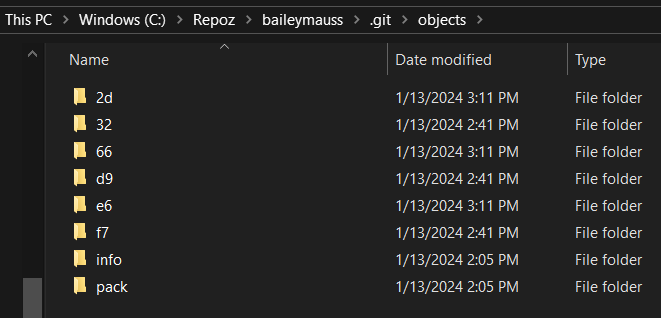 This PC > Windows (C:) > Repoz > baileymauss > .git > objects >
Name Date modified Type
2d 1/13/2024 3:11 PM File folder
32 1/13/2024 2:41 PM File folder
66 1/13/2024 3:11 PM File folder
d9 1/13/2024 2:41 PM File folder
e6 1/13/2024 3:11 PM File folder
f7 1/13/2024 2:41 PM File folder
info 1/13/2024 2:05 PM File folder
pack 1/13/2024 2:05 PM File folder